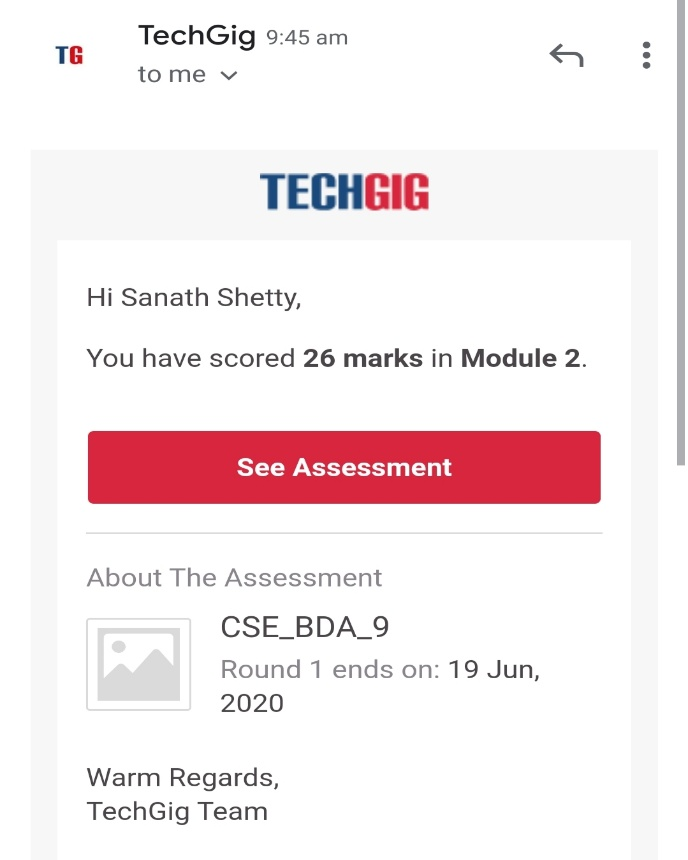 TG
TechGig 9:45 am
to me
TECHGIG
Hi Sanath Shetty,
You have scored 26 marks in Module 2.
See Assessment
About The Assessment
CSE_BDA_9
Round 1 ends on: 19 Jun,
2020
Warm Regards,
TechGig Team